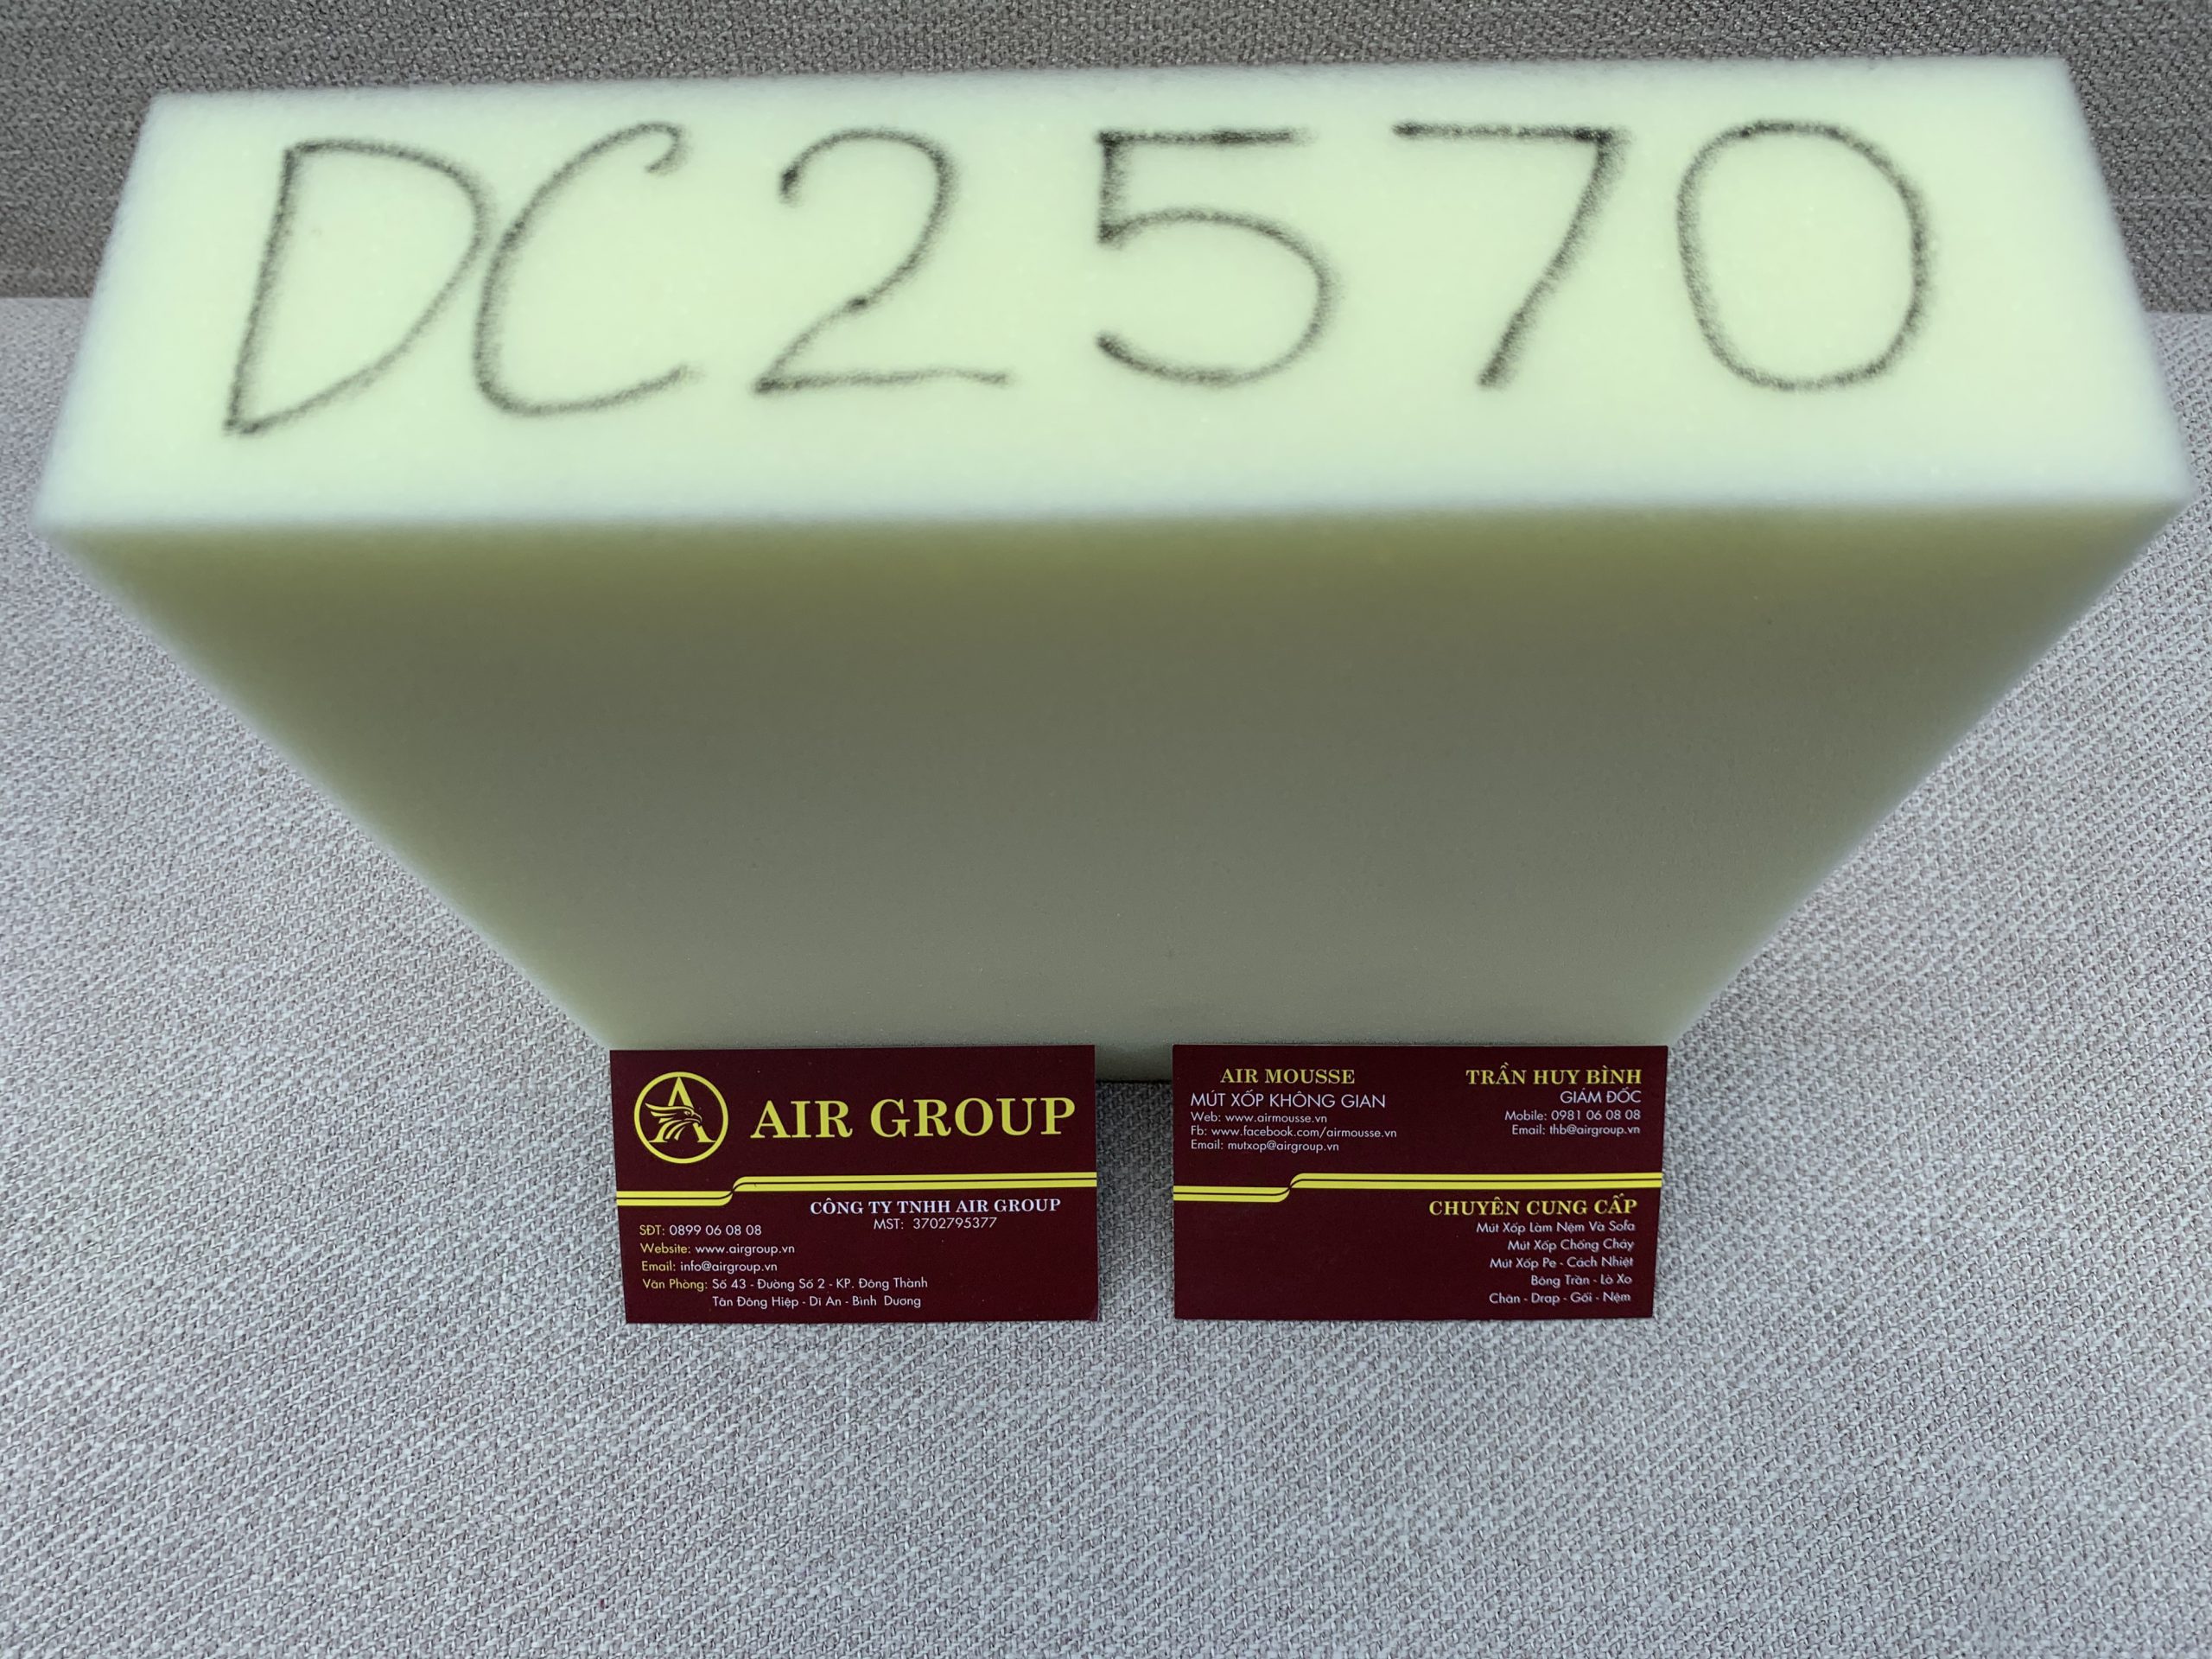 DC2570
AIR GROUP
CÔNG TY TNHH AIR GROUP
MST: 3702795377
SĐT: 0899 06 08 08
Website: www.airgroup.vn
Email: info@airgroup.vn
Văn Phòng: Số 43 - Đường Số 2 - KP. Đông Thành
Tân Đông Hiệp - Dĩ An - Bình Dương
AIR MOUSSE
MÚT XỐP KHÔNG GIAN
Web: www.airmousse.vn
Fb: www.facebook.com/airmousse.vn
Email: mutxop@airgroup.vn
TRẦN HUY BÌNH
GIÁM ĐỐC
Mobile: 0981 06 08 08
Email: thb@airgroup.vn
CHUYÊN CUNG CẤP
Mút Xốp Làm Nệm Và Sofa
Mút Xốp Chống Cháy
Mút Xốp Pe - Cách Nhiệt
Bông Trần - Lò Xo
Chăn - Drap - Gối - Nệm